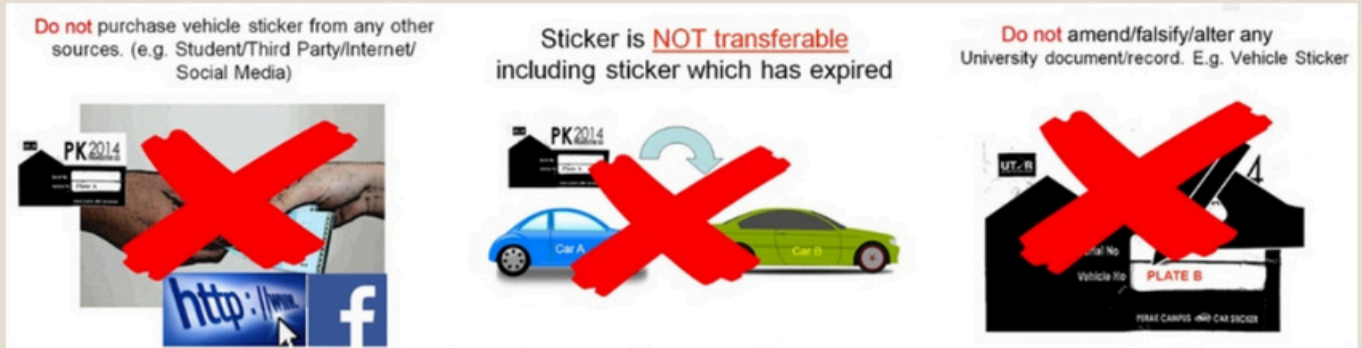 Do not purchase vehicle sticker from any other
sources. (e.g. Student/Third Party/Internet/
Social Media)
PK2014
Plate A
http://www.
f
Sticker is NOT transferable
including sticker which has expired
PK2014
Plate A
Car A
Car B
Do not amend/falsify/alter any
University document/record. E.g. Vehicle Sticker
UTAR
4
Vehicle No
PLATE B
PERAK CAMPUS
CAR STICKER